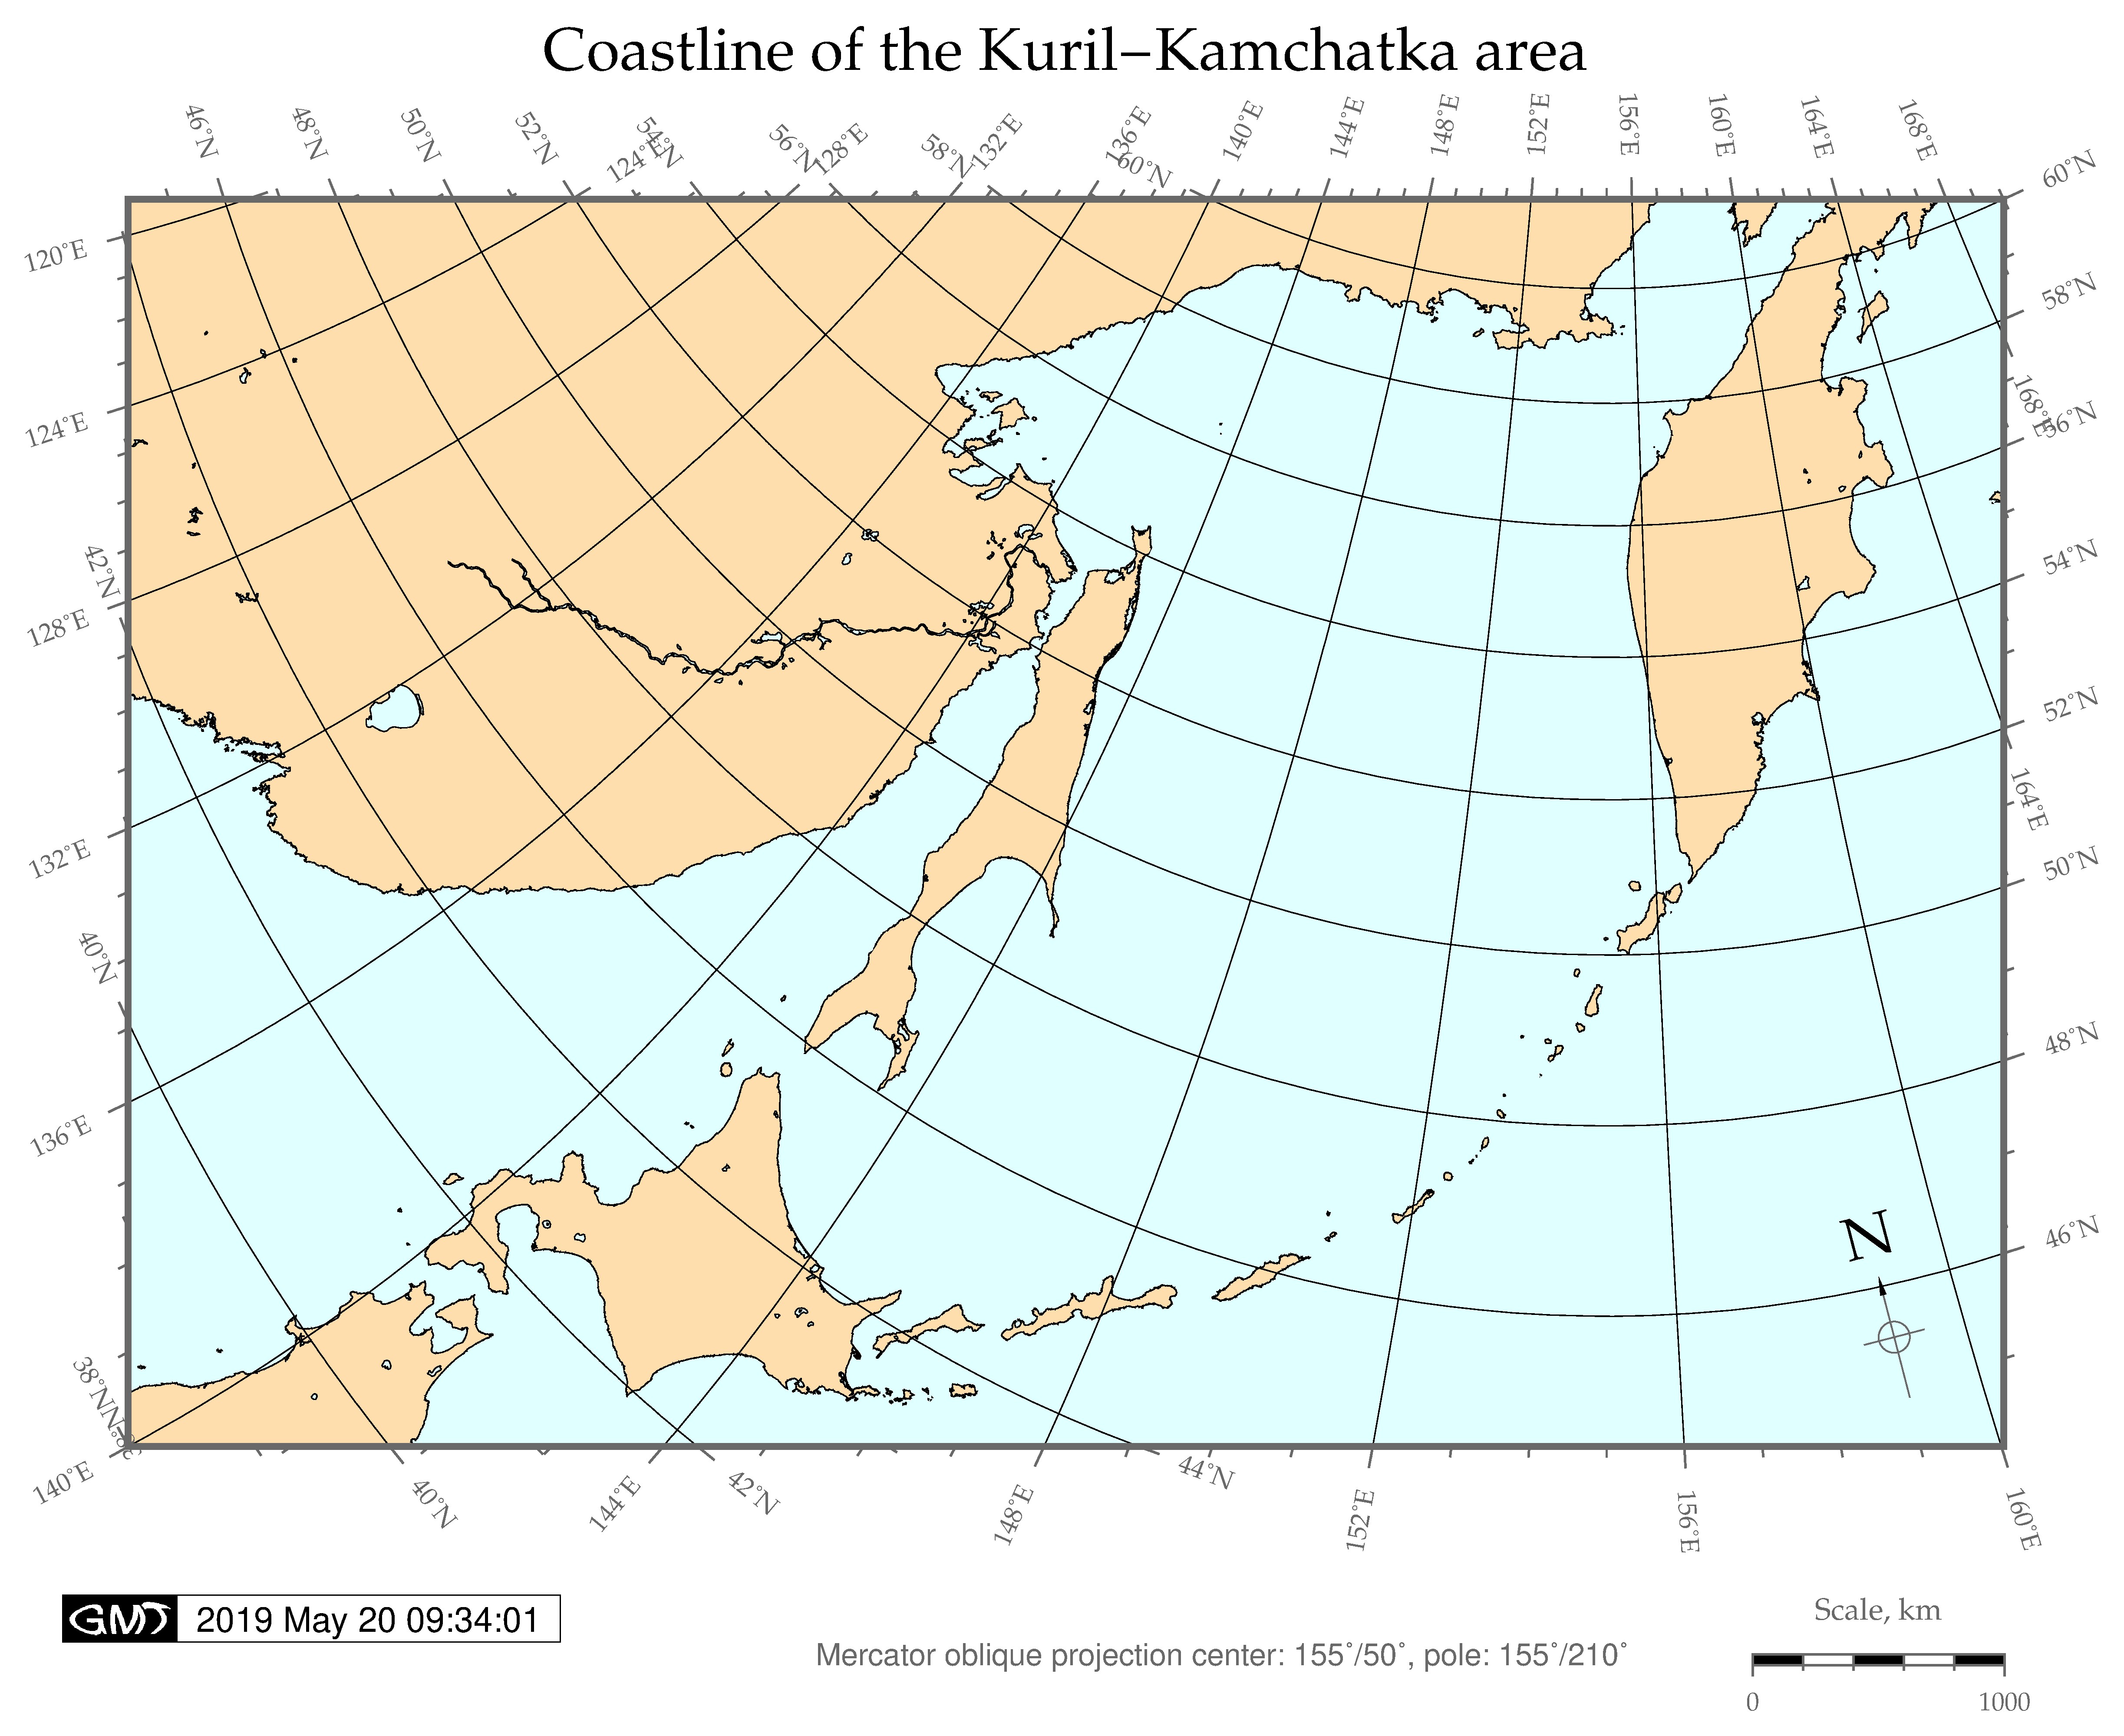 Coastline of the Kuril–Kamchatka area
46°N
48°N
50°N
52°N
54°N
124°E
56°N
128°E
58°N
132°E
60°N
136°E
140°E
144°E
148°E
152°E
156°E
160°E
164°E
168°E
60°N
120°E
58°N
124°E
168°E
56°N
42°N
54°N
128°E
52°N
164°E
132°E
50°N
40°N
48°N
136°E
N
46°N
38°N
140°E
40°N
144°E
42°N
148°E
44°N
152°E
156°E
160°E
GMT 2019 May 20 09:34:01
Scale, km
Mercator oblique projection center: 155°/50°, pole: 155°/210°
0 1000